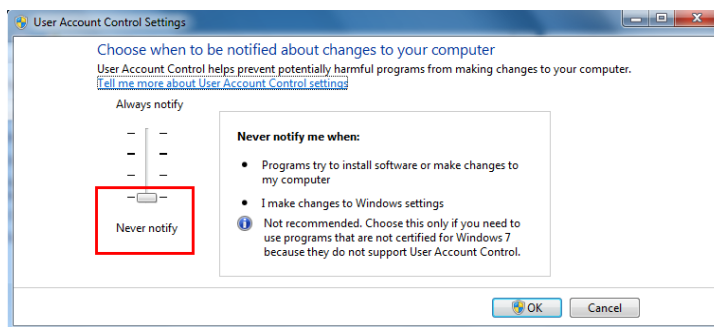 User Account Control Settings
Choose when to be notified about changes to your computer
User Account Control helps prevent potentially harmful programs from making changes to your computer.
Tell me more about User Account Control settings
Always notify
Never notify
Never notify me when:
• Programs try to install software or make changes to
my computer
• I make changes to Windows settings
Not recommended. Choose this only if you need to
use programs that are not certified for Windows 7
because they do not support User Account Control.
OK
Cancel